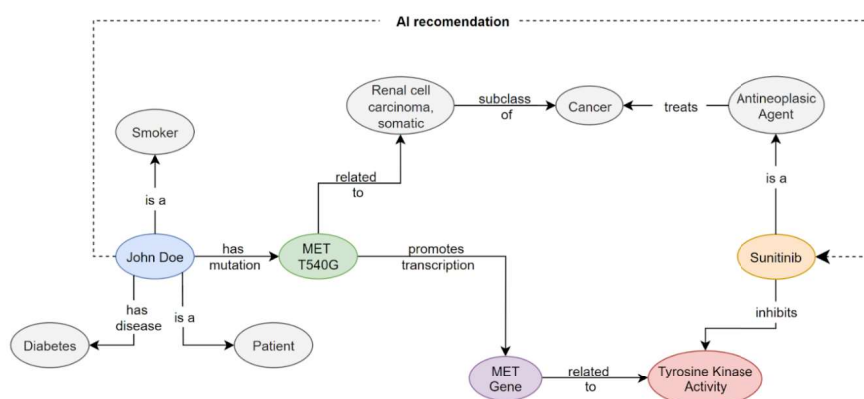 AI recomendation
Renal cell
carcinoma,
somatic
subclass
of
Cancer
treats
Antineoplasic
Agent
Smoker
is a
related
to
is a
John Doe
has
mutation
MET
T540G
promotes
transcription
Sunitinib
has
disease
is a
inhibits
Diabetes
Patient
MET
Gene
related
to
Tyrosine Kinase
Activity